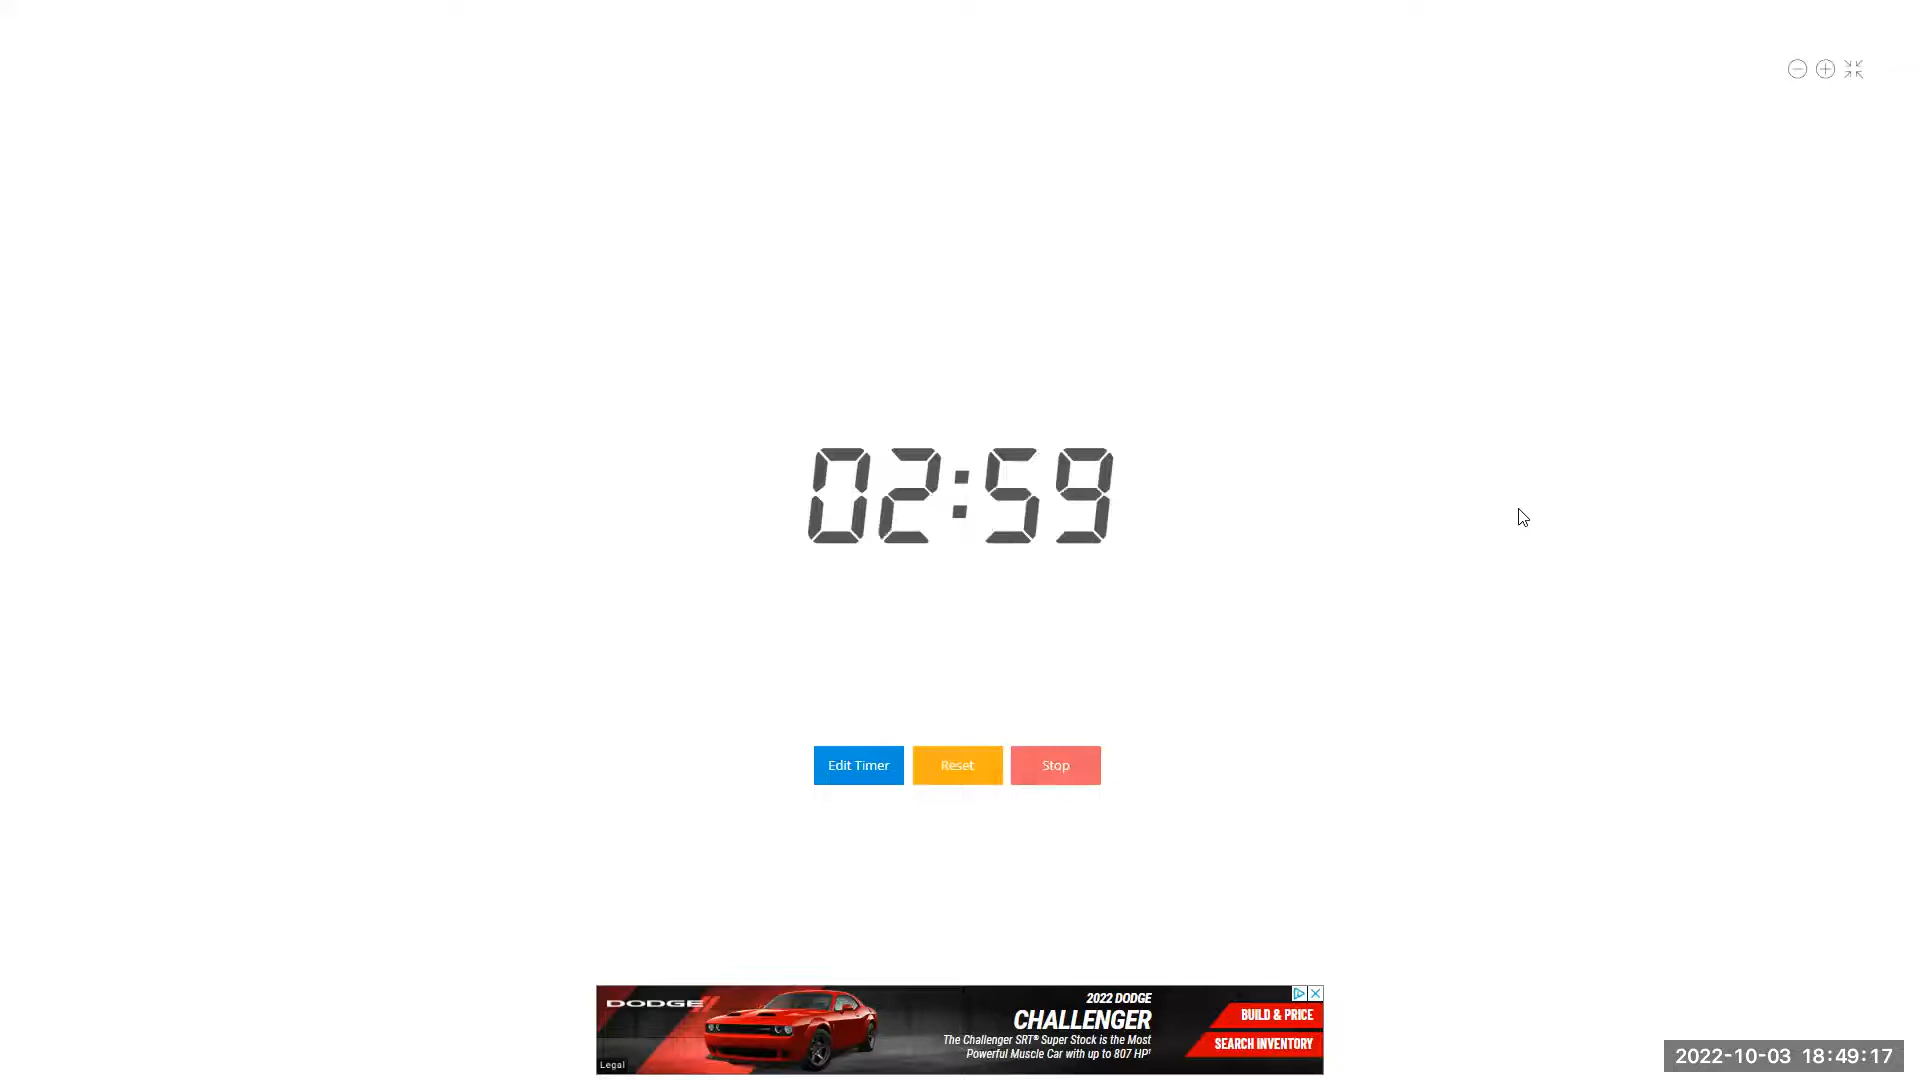 02:59
Edit Timer
Reset
Stop
DODGE
2022 DODGE
CHALLENGER
The Challenger SRT® Super Stock is the Most
Powerful Muscle Car with up to 807 HP¹
BUILD & PRICE
SEARCH INVENTORY
Legal
2022-10-03 18:49:17